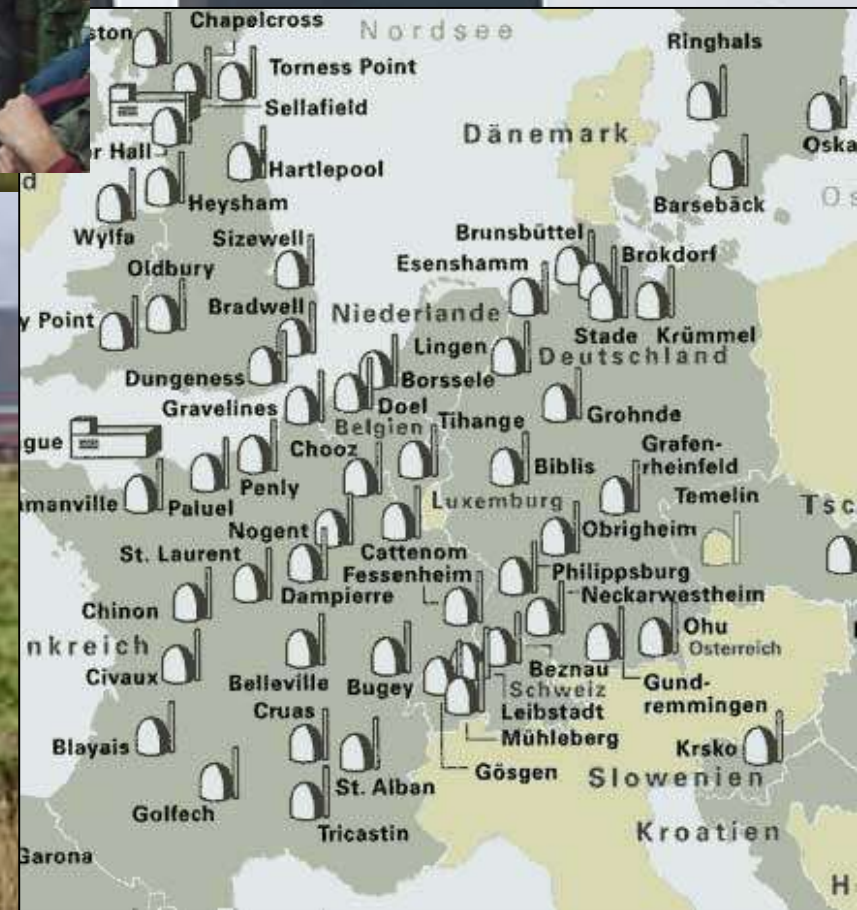 Chapelcross
Nordsee
ston
Ringhals
Torness Point
Sellafield
Dänemark
Oska
er Hall
Hartlepool
d
Heysham
Barsebäck
Os
Wylfa
Sizewell
Brunsbüttel
Brokdorf
Esenshamm
Oldbury
Bradwell
Niederlande
y Point
Lingen
Stade
Krümmel
Deutschland
Dungeness
Borssele
Gravelines
Doel
Grohnde
Belgien
Tihange
gue
Chooz
Grafen-
rheinfeld
Biblis
Penly
Temelin
manville
Paluel
Luxemburg
Tsc
Nogent
Obrigheim
St. Laurent
Cattenom
Fessenheim
Philippsburg
Dampierre
Neckarwestheim
Chinon
Ohu
nkreich
Österreich
Civaux
Belleville
Bugey
Beznau
Schweiz
Gund-
remmingen
Cruas
Leibstadt
Mühleberg
Blayais
Krsko
Gösgen
St. Alban
Slowenien
Golfech
Tricastin
Kroatien
Garona
H